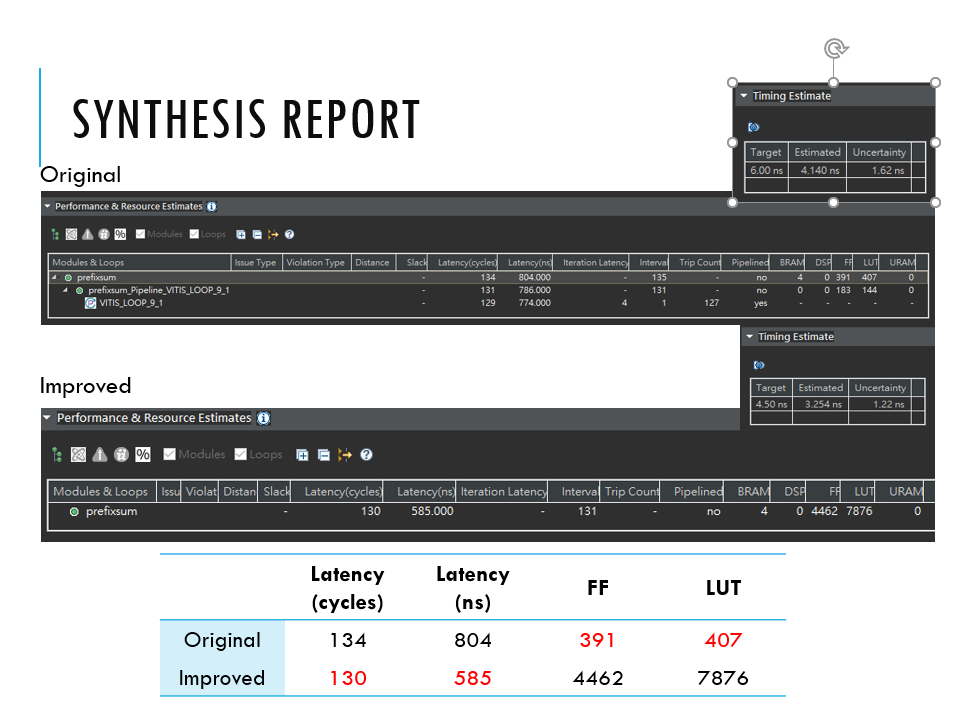 SYNTHESIS REPORT
Timing Estimate
Target Estimated Uncertainty
6.00 ns 4.140 ns 1.62 ns
Original
Performance & Resource Estimates
% Modules Loops
Modules & Loops Issue Type Violation Type Distance Slack Latency(cycles) Latency(ns) Iteration Latency Interval Trip Count Pipelined BRAM DSP FF LUT URAM
prefixsum - 134 804.000 - 135 - no 4 0 391 407 0
prefixsum_Pipeline_VITIS_LOOP_9_1 - 131 786.000 - 131 - no 0 0 183 144 0
VITIS_LOOP_9_1 - 129 774.000 4 1 127 yes - - - - -
Timing Estimate
Target Estimated Uncertainty
4.50 ns 3.254 ns 1.22 ns
Improved
Performance & Resource Estimates
% Modules Loops
Modules & Loops Issu Violat Distan Slack Latency(cycles) Latency(ns) Iteration Latency Interval Trip Count Pipelined BRAM DSP FF LUT URAM
prefixsum - 130 585.000 - 131 - no 4 0 4462 7876 0
Latency (cycles) Latency (ns) FF LUT
Original 134 804 391 407
Improved 130 585 4462 7876